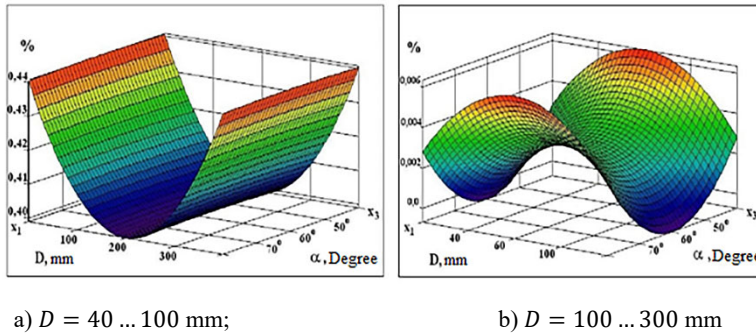 %
0,44
0,43
0,42
0,41
0,40
x1
100
200
300
D, mm
70°
60°
50°
x3
α, Degree
%
0,006
0,004
0,002
0,0
x1
40
60
100
D, mm
70°
60°
50°
x3
α, Degree
a) D = 40 … 100 mm;
b) D = 100 … 300 mm